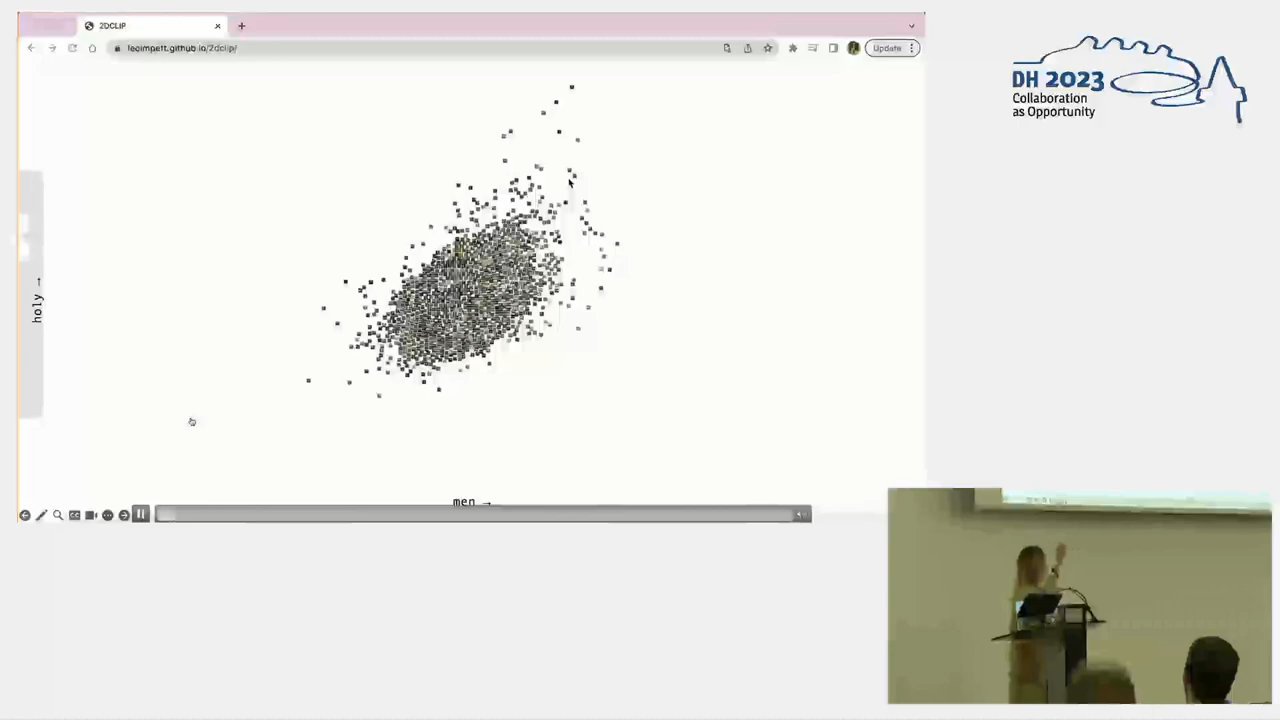 2DCLIP
leoimpett.github.io/2dclip/
Update
holy →
men →
DH 2023
Collaboration
as Opportunity